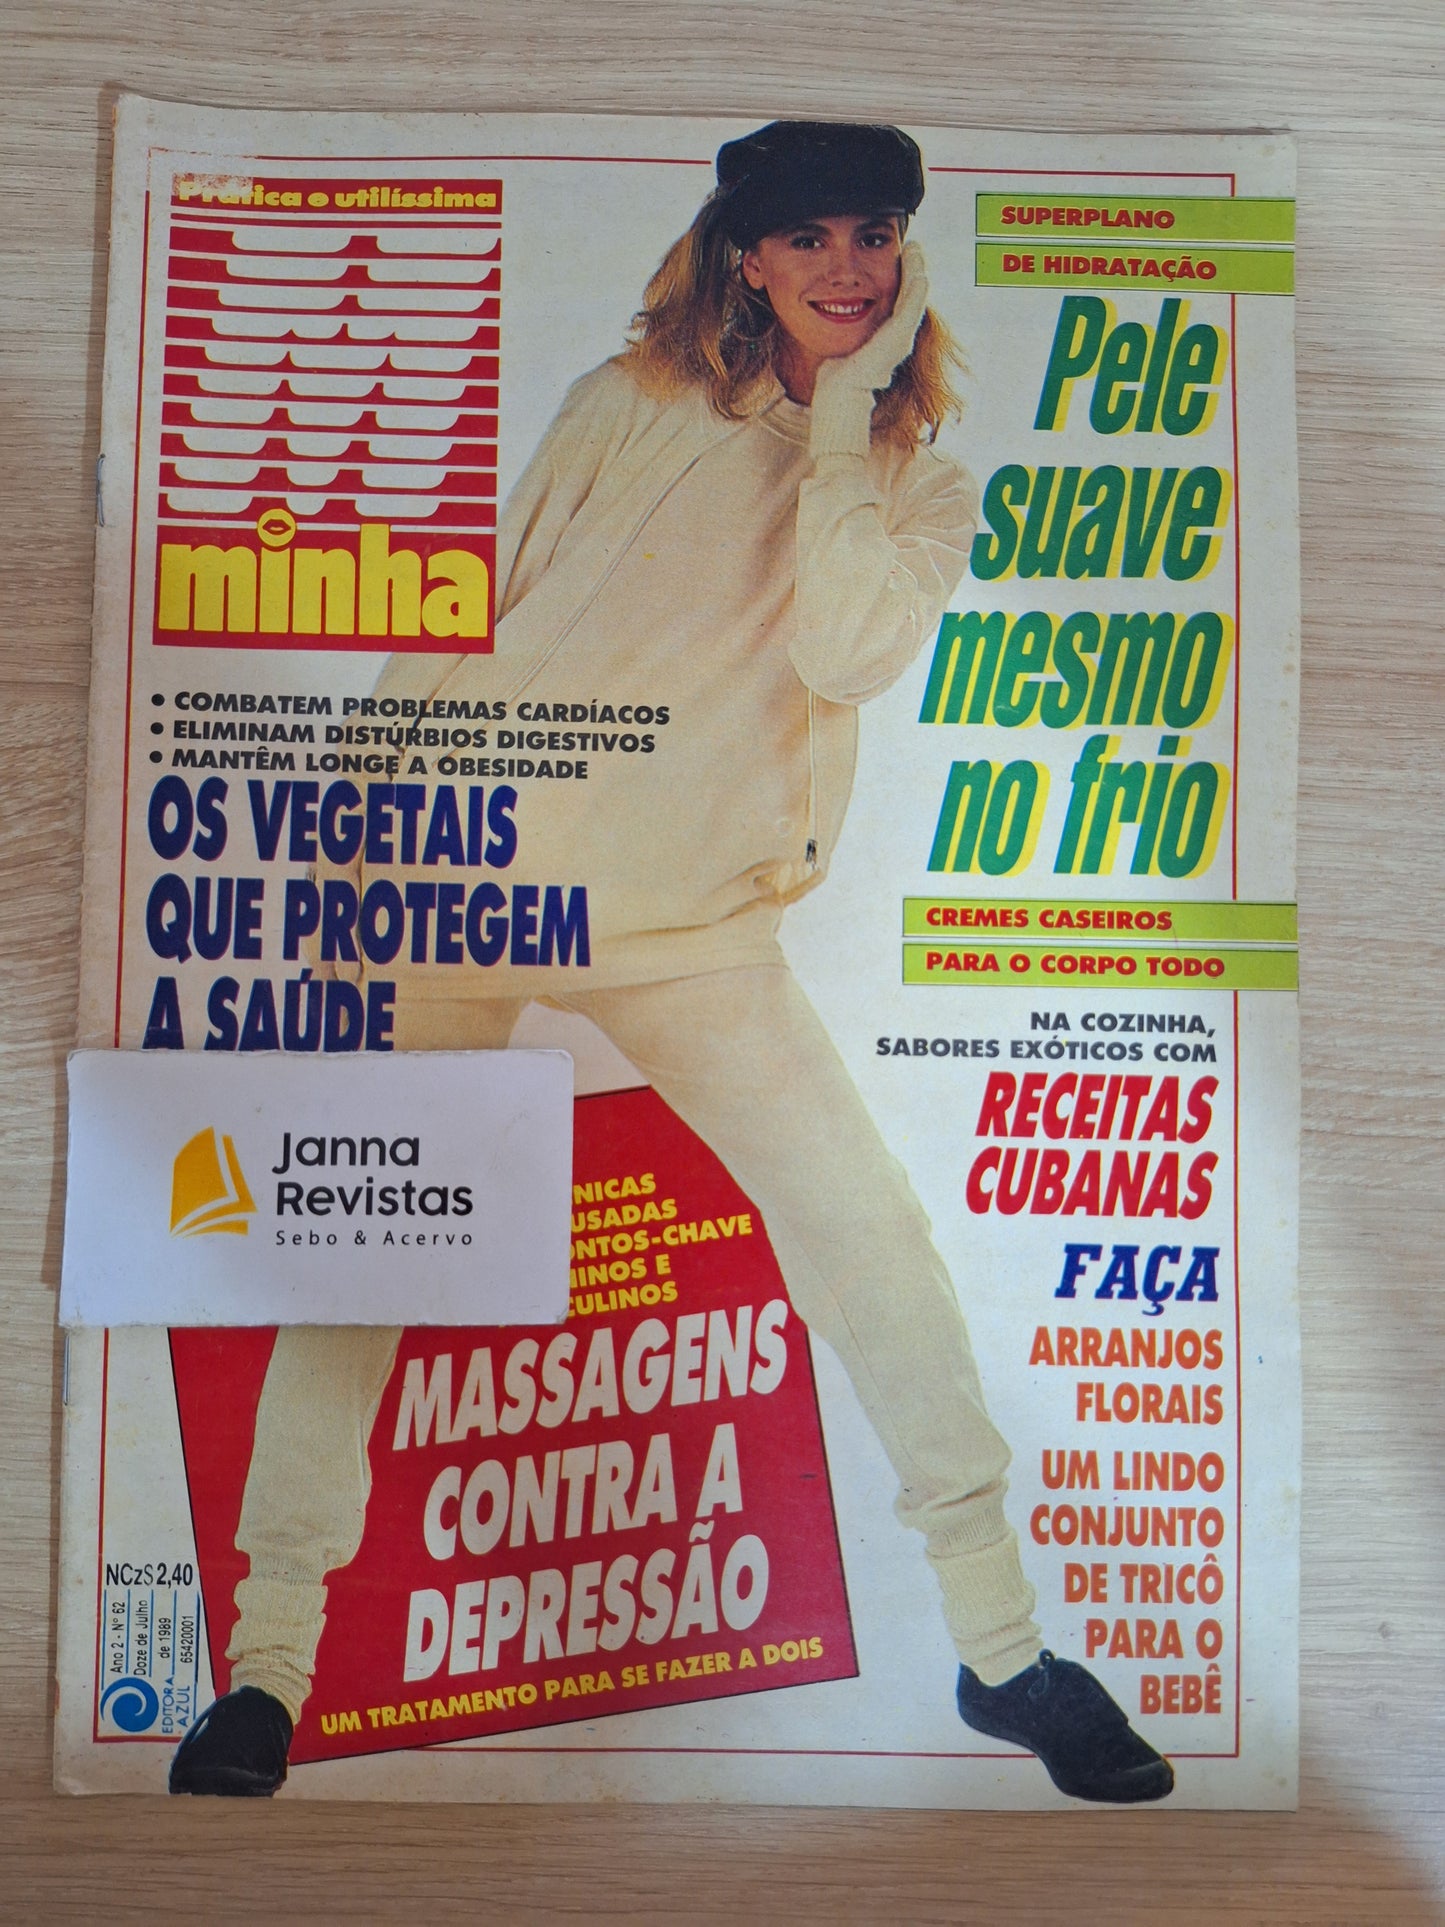 Prática e utilíssima
minha
• COMBATEM PROBLEMAS CARDÍACOS
• ELIMINAM DISTÚRBIOS DIGESTIVOS
• MANTÊM LONGE A OBESIDADE
OS VEGETAIS
QUE PROTEGEM
A SAÚDE
SUPERPLANO
DE HIDRATAÇÃO
Pele
suave
mesmo
no frio
CREMES CASEIROS
PARA O CORPO TODO
NA COZINHA,
SABORES EXÓTICOS COM
RECEITAS
CUBANAS
FAÇA
ARRANJOS
FLORAIS
UM LINDO
CONJUNTO
DE TRICÔ
PARA O
BEBÊ
Janna
Revistas
Sebo & Acervo
NICAS
USADAS
ONTOS-CHAVE
INOS E
CULINOS
MASSAGENS
CONTRA A
DEPRESSÃO
UM TRATAMENTO PARA SE FAZER A DOIS
NCz$ 2,40
Ano 2 - Nº 62
Doze de Julho
de 1989
65420001
EDITORA
AZUL